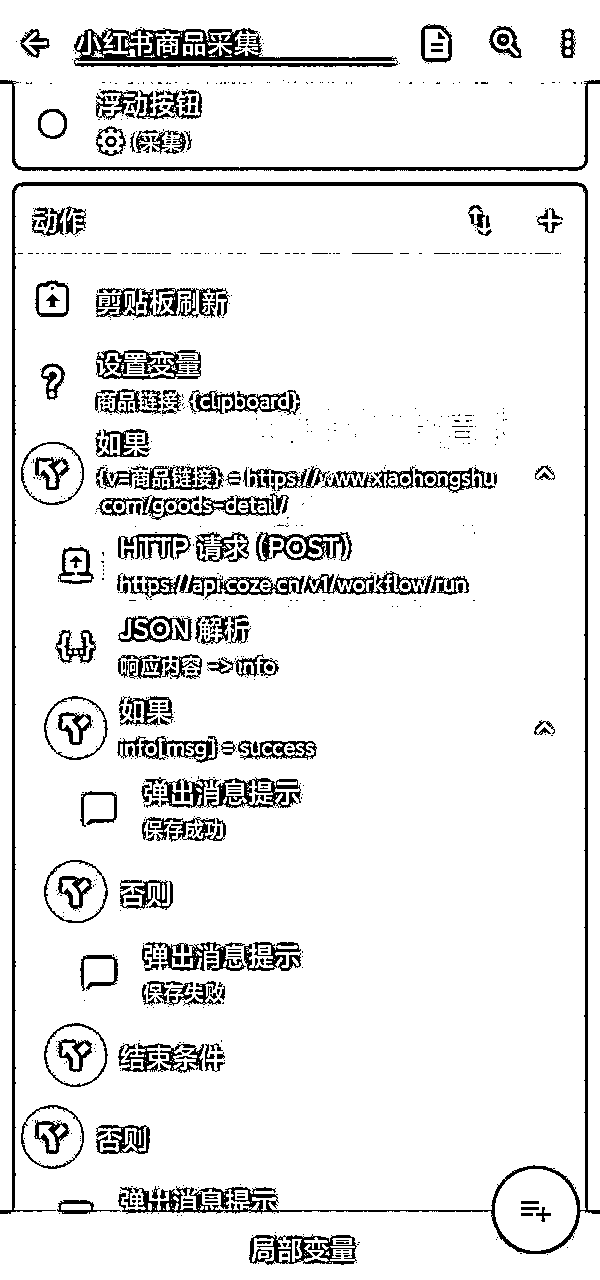 小红书商品采集
浮动按钮
(采集)
动作
剪贴板刷新
设置变量
商品链接: {clipboard}
如果
{v=商品链接} = https://www.xiaohongshu.
com/goods-detail/
HTTP 请求 (POST)
https://api.coze.cn/v1/workflow/run
JSON 解析
响应内容 => info
如果
info[msg] = success
弹出消息提示
保存成功
否则
弹出消息提示
保存失败
结束条件
否则
弹出消息提示
局部变量